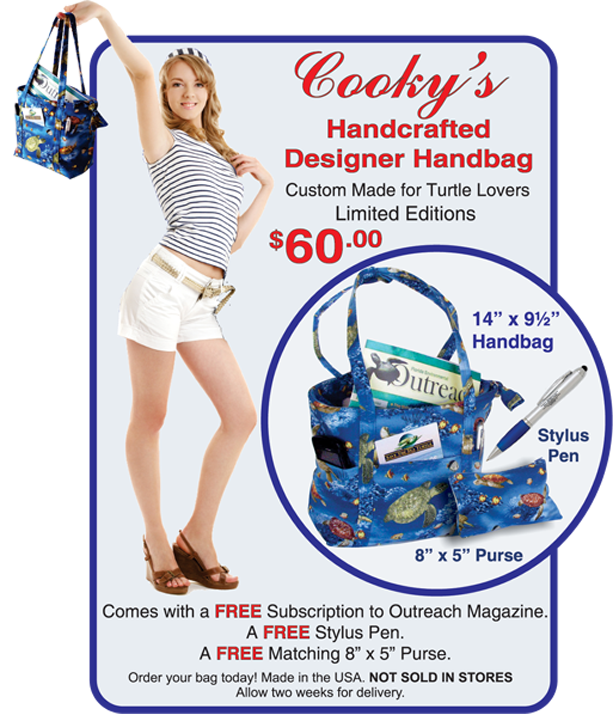 Cooky's
Handcrafted
Designer Handbag
Custom Made for Turtle Lovers
Limited Editions
$60.00
14” x 9½”
Handbag
Outreac
Stylus
Pen
8” x 5” Purse
Comes with a FREE Subscription to Outreach Magazine.
A FREE Stylus Pen.
A FREE Matching 8” x 5” Purse.
Order your bag today! Made in the USA. NOT SOLD IN STORES
Allow two weeks for delivery.